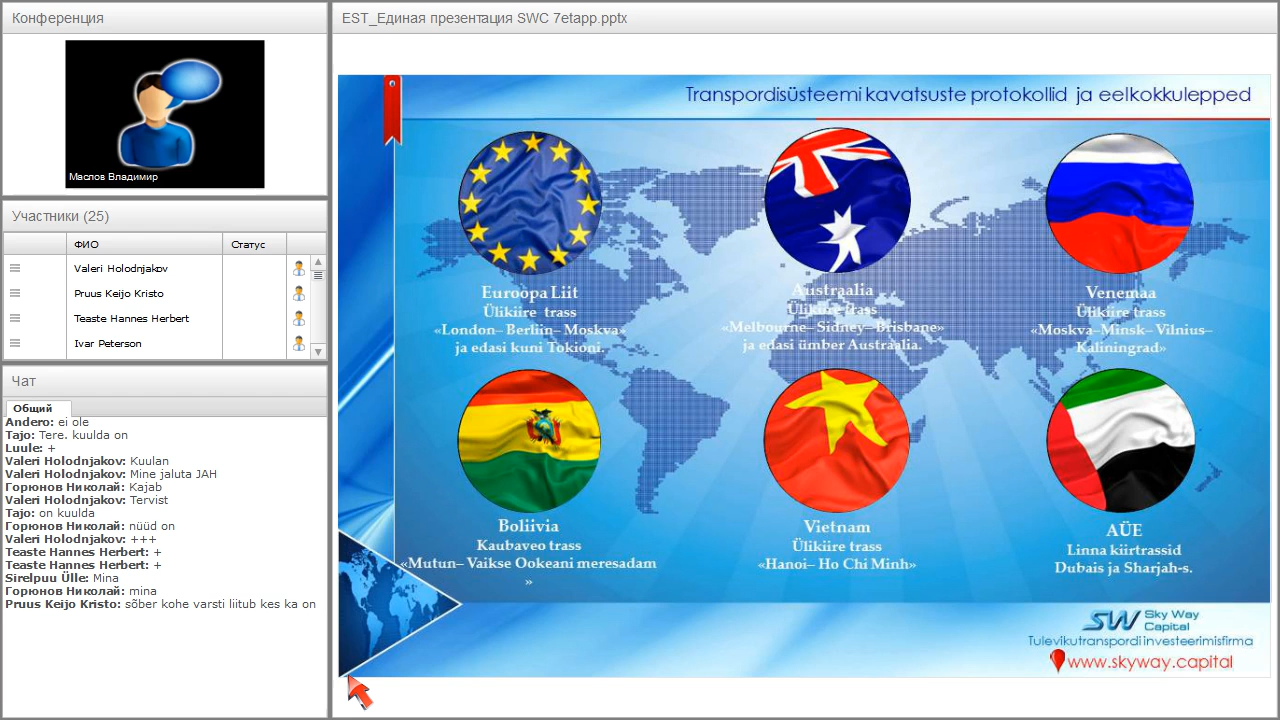 Конференция
Маслов Владимир
Участники (25)
ФИО
Статус
Valeri Holodnjakov
Pruus Keijo Kristo
Teaste Hannes Herbert
Ivar Peterson
Чат
Общий
Andero: ei ole
Tajo: Tere. kuulda on
Luule: +
Valeri Holodnjakov: Kuulan
Valeri Holodnjakov: Mine jaluta JAH
Горюнов Николай: Kajab
Valeri Holodnjakov: Tervist
Tajo: on kuulda
Горюнов Николай: nüüd on
Valeri Holodnjakov: +++
Teaste Hannes Herbert: +
Teaste Hannes Herbert: +
Sirelpuu Ülle: Mina
Горюнов Николай: mina
Pruus Keijo Kristo: sõber kohe varsti liitub kes ka on
EST_Единая презентация SWC 7etapp.pptx
Transpordisüsteemi kavatsuste protokollid ja eelkokkulepped
Euroopa Liit
Ülikiire trass
«London– Berliin– Moskva»
ja edasi kuni Tokioni.
Austraalia
Ülikiire trass
«Melbourne– Sidney– Brisbane»
ja edasi ümber Austraalia.
Venemaa
Ülikiire trass
«Moskva–Minsk– Vilnius–
Kaliningrad»
Boliivia
Kaubaveo trass
«Mutun– Vaikse Ookeani meresadam
»
Vietnam
Ülikiire trass
«Hanoi– Ho Chi Minh»
AÜE
Linna kiirtrassid
Dubais ja Sharjah-s.
SW Sky Way
Capital
Tulevikutranspordi investeerimisfirma
www.skyway.capital